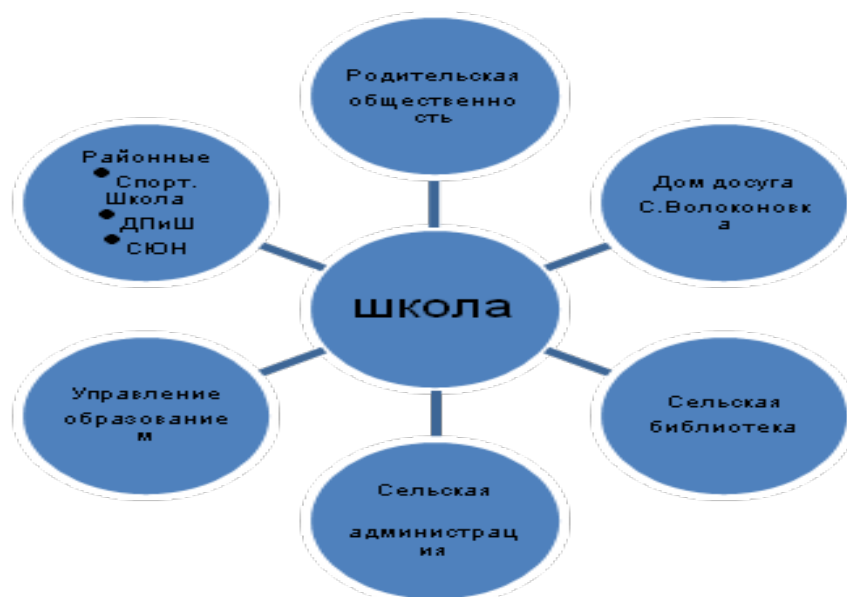 Родительская
общественно
сть
Районные
• Спорт.
Школа
• ДПиШ
• СЮН
Дом досуга
С.Волоконовк
а
школа
Управление
образование
м
Сельская
библиотека
Сельская
администрац
ия